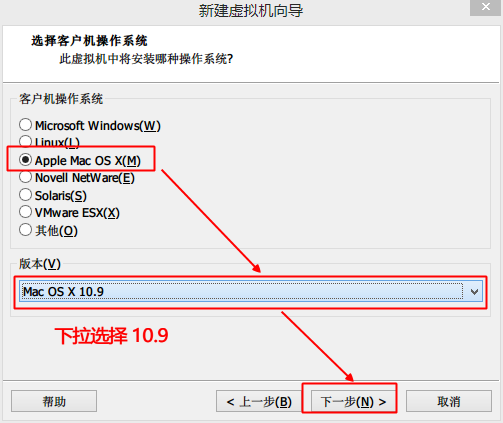 新建虚拟机向导
选择客户机操作系统
此虚拟机中将安装哪种操作系统?
客户机操作系统
Microsoft Windows(W)
Linux(L)
Apple Mac OS X(M)
Novell NetWare(E)
Solaris(S)
VMware ESX(X)
其他(O)
版本(V)
Mac OS X 10.9
下拉选择 10.9
帮助
< 上一步(B)
下一步(N) >
取消